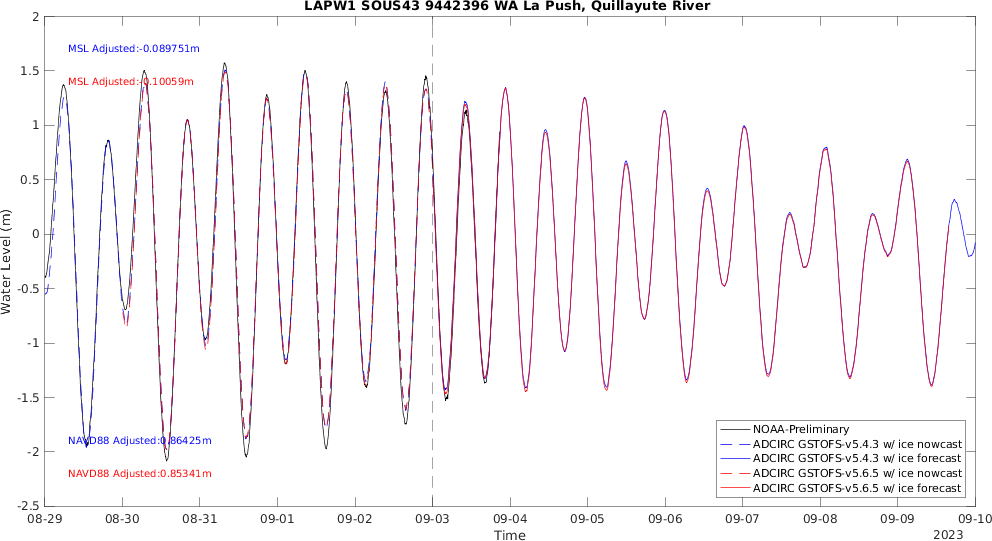 LAPW1 SOUS43 9442396 WA La Push, Quillayute River
MSL Adjusted:-0.089751m
MSL Adjusted:-0.10059m
NAVD88 Adjusted:0.86425m
NAVD88 Adjusted:0.85341m
Water Level (m)
2
1.5
1
0.5
0
-0.5
-1
-1.5
-2
-2.5
NOAA-Preliminary
ADCIRC GSTOFS-v5.4.3 w/ ice nowcast
ADCIRC GSTOFS-v5.4.3 w/ ice forecast
ADCIRC GSTOFS-v5.6.5 w/ ice nowcast
ADCIRC GSTOFS-v5.6.5 w/ ice forecast
08-29 08-30 08-31 09-01 09-02 09-03 09-04 09-05 09-06 09-07 09-08 09-09 09-10
Time
2023